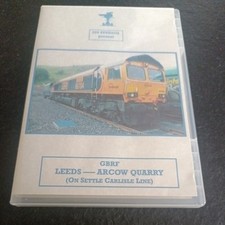 GBRF
LEEDS — ARCOW QUARRY
(ON SETTLE CARLISLE LINE)